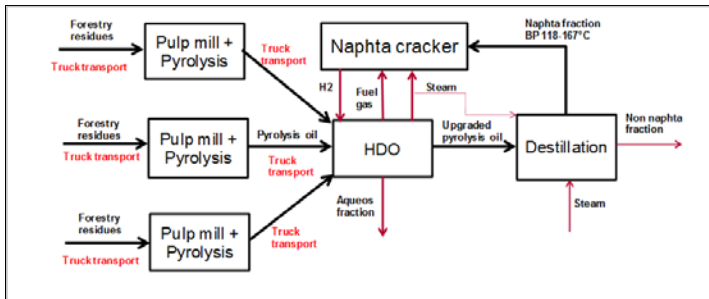 Forestry
residues
Truck transport
Pulp mill +
Pyrolysis
Truck
transport
Naphta cracker
Naphtha fraction
BP 118-167°C
H2
Fuel
gas
Steam
Forestry
residues
Truck transport
Pulp mill +
Pyrolysis
Pyrolysis oil
Truck
transport
HDO
Upgraded
pyrolysis oil
Destillation
Non naphta
fraction
Aqueos
fraction
Steam
Forestry
residues
Truck transport
Pulp mill +
Pyrolysis
Truck
transport